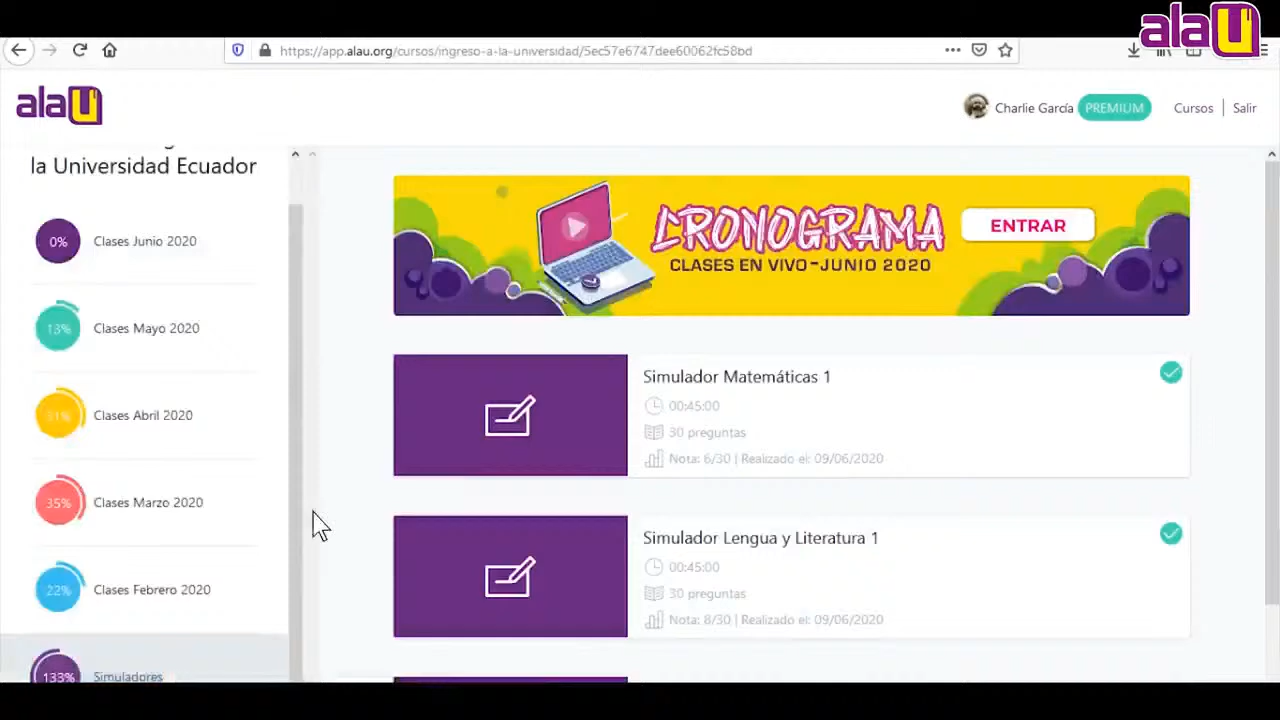 alaU
https://app.alau.org/cursos/ingreso-a-la-universidad/5ec57e6747dee60062fc58bd
alaU
Charlie García PREMIUM Cursos | Salir
la Universidad Ecuador
0% Clases Junio 2020
13% Clases Mayo 2020
31% Clases Abril 2020
35% Clases Marzo 2020
22% Clases Febrero 2020
133% Simuladores
CRONOGRAMA
CLASES EN VIVO-JUNIO 2020
ENTRAR
Simulador Matemáticas 1
00:45:00
30 preguntas
Nota: 6/30 | Realizado el: 09/06/2020
Simulador Lengua y Literatura 1
00:45:00
30 preguntas
Nota: 8/30 | Realizado el: 09/06/2020